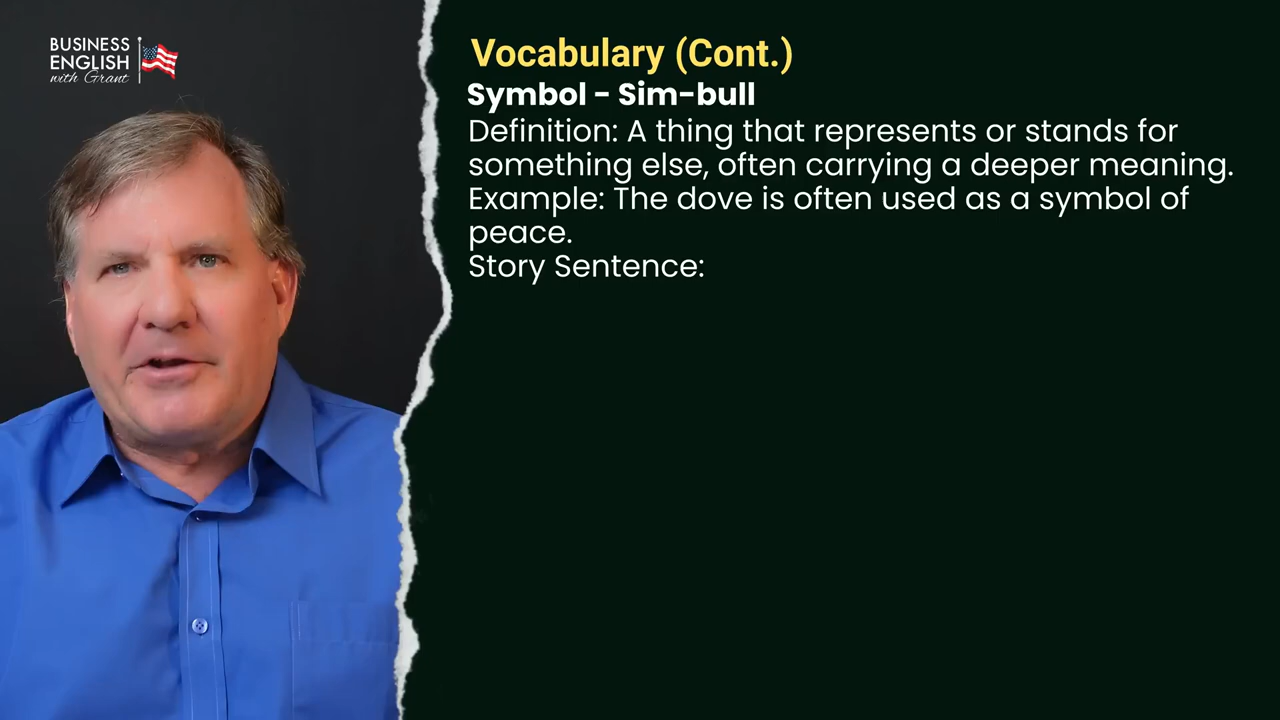 BUSINESS
ENGLISH
with Grant
Vocabulary (Cont.)
Symbol - Sim-bull
Definition: A thing that represents or stands for
something else, often carrying a deeper meaning.
Example: The dove is often used as a symbol of
peace.
Story Sentence: